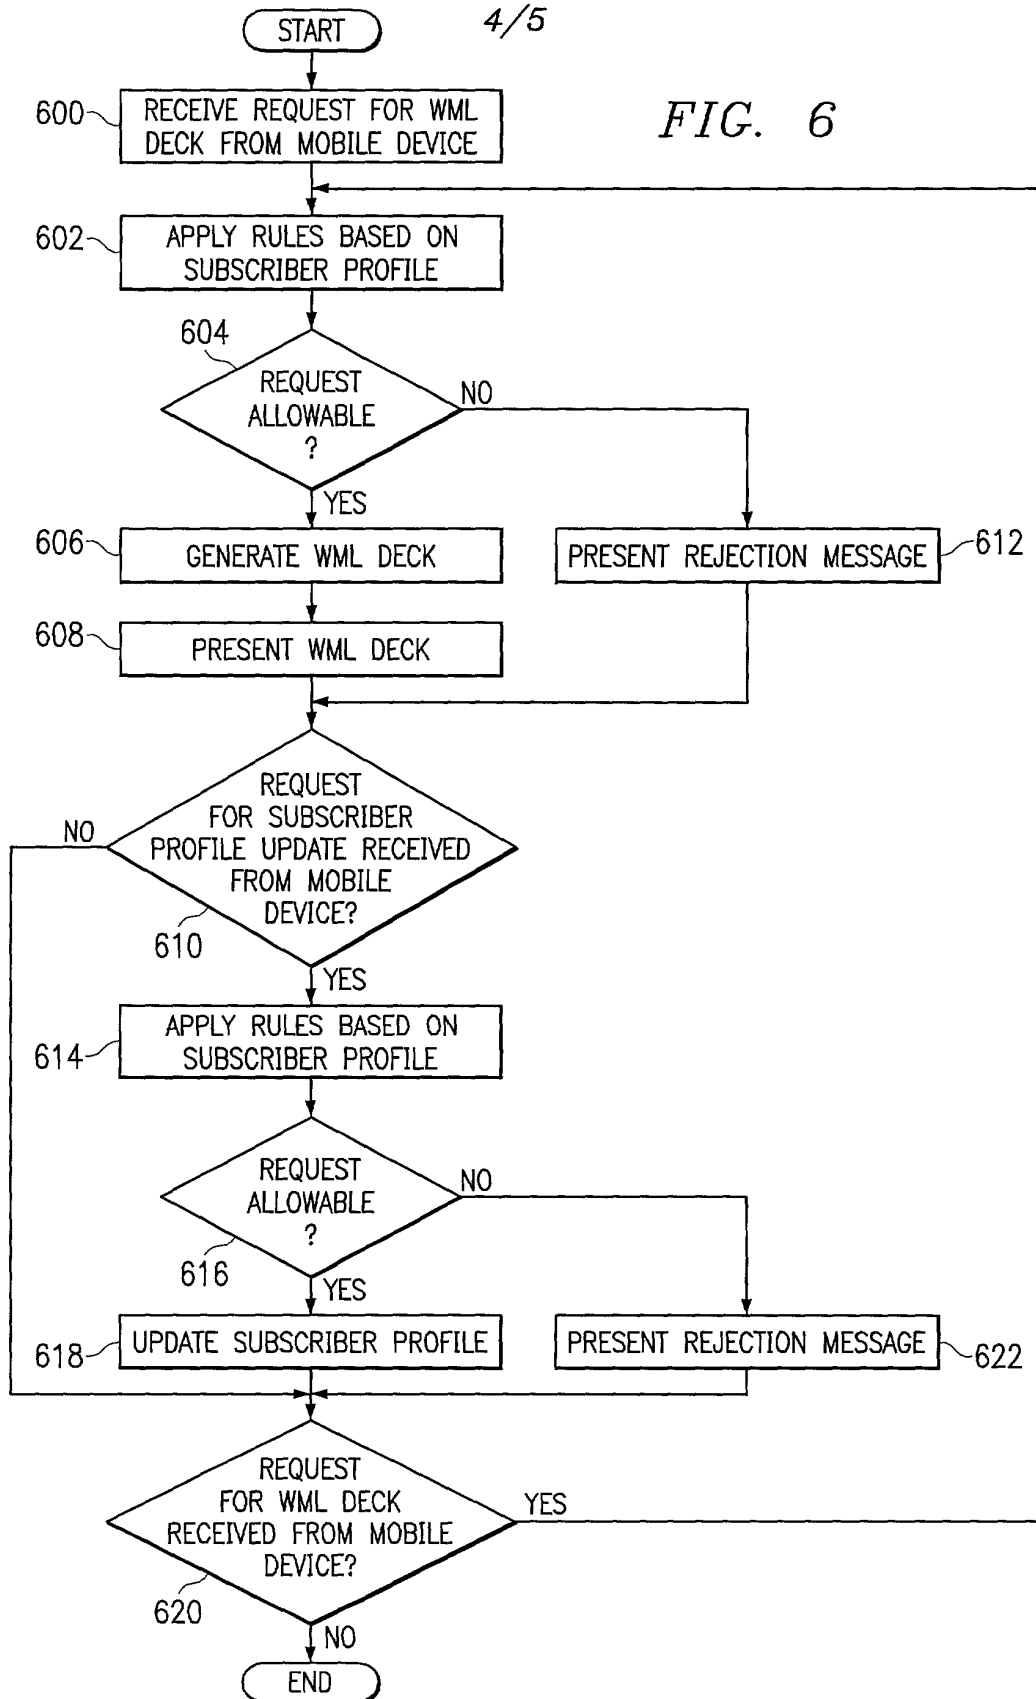 START
4/5
FIG. 6
600
RECEIVE REQUEST FOR WML
DECK FROM MOBILE DEVICE
602
APPLY RULES BASED ON
SUBSCRIBER PROFILE
604
REQUEST
ALLOWABLE
?
NO
YES
606
GENERATE WML DECK
PRESENT REJECTION MESSAGE
612
608
PRESENT WML DECK
REQUEST
FOR SUBSCRIBER
PROFILE UPDATE RECEIVED
FROM MOBILE
DEVICE?
NO
610
YES
614
APPLY RULES BASED ON
SUBSCRIBER PROFILE
REQUEST
ALLOWABLE
?
NO
616
YES
618
UPDATE SUBSCRIBER PROFILE
PRESENT REJECTION MESSAGE
622
REQUEST
FOR WML DECK
RECEIVED FROM MOBILE
DEVICE?
YES
620
NO
END